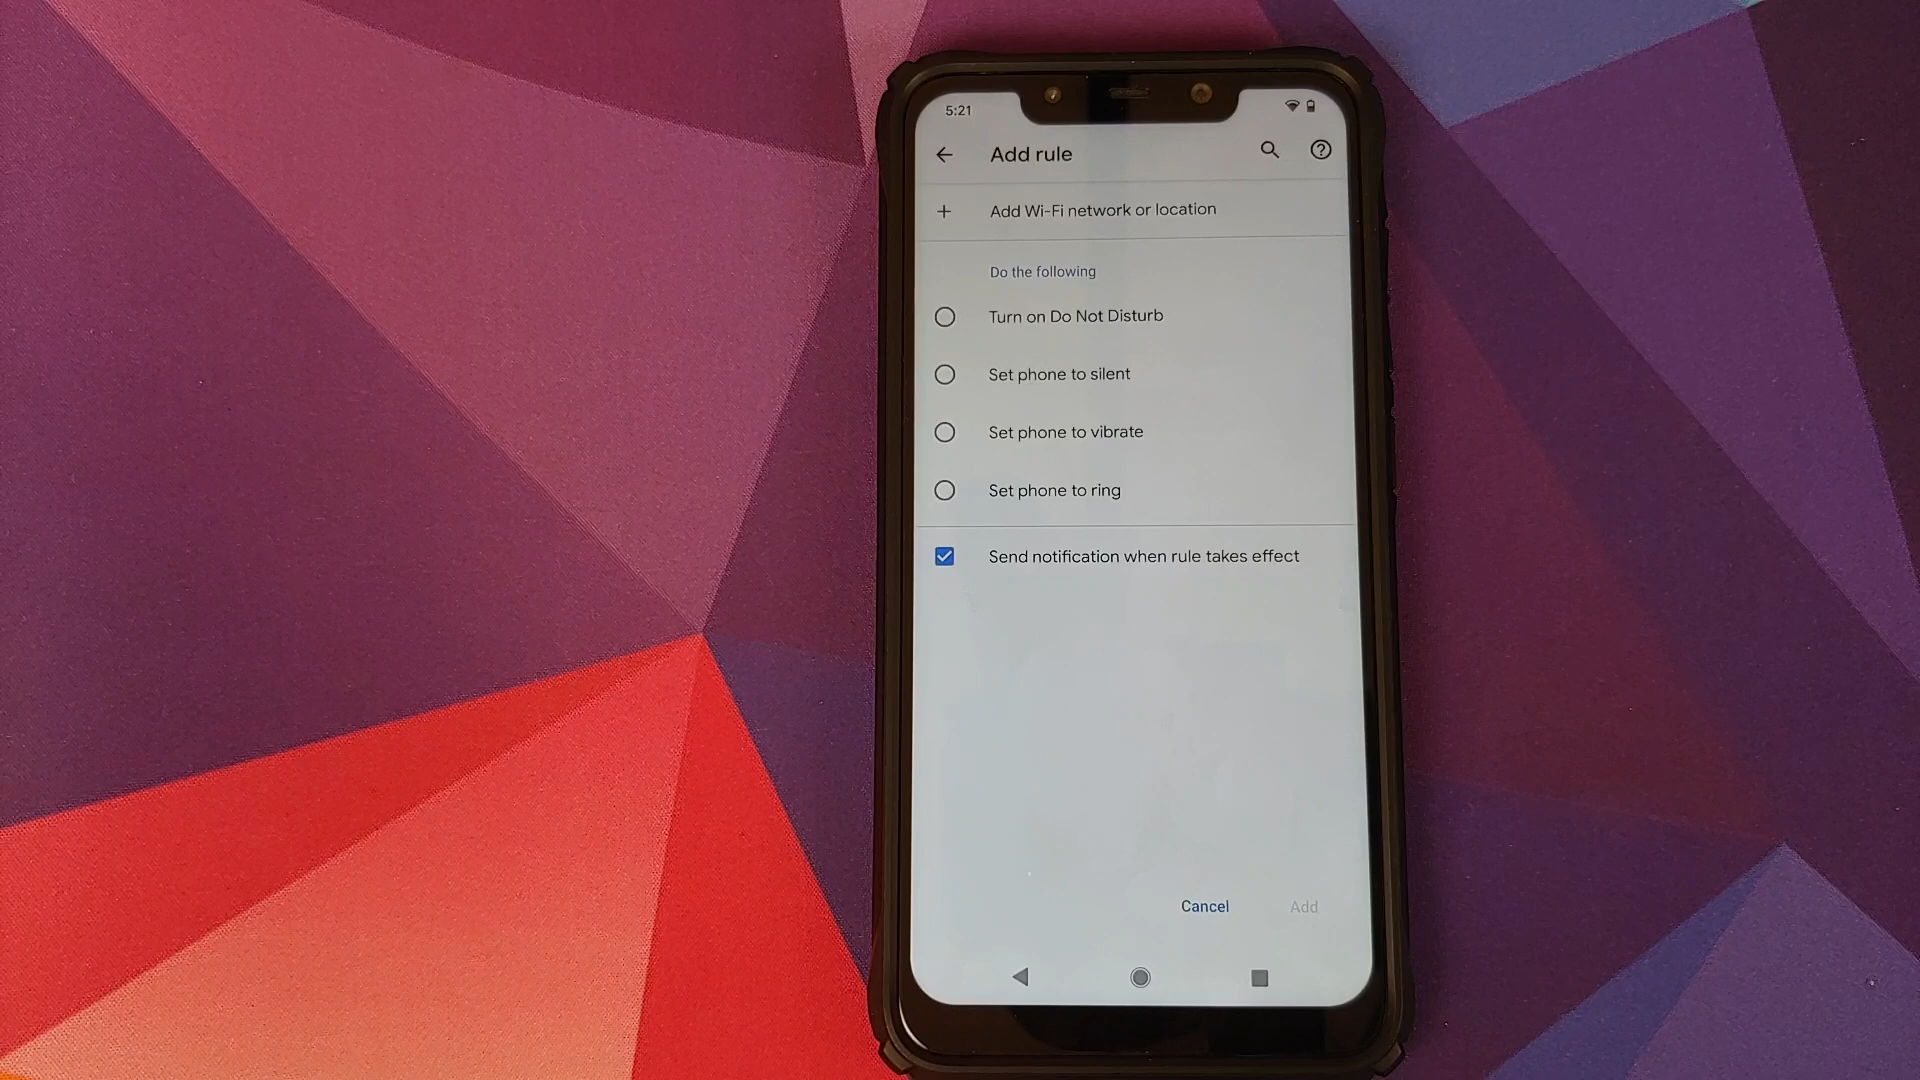 5:21
Add rule
Add Wi-Fi network or location
Do the following
Turn on Do Not Disturb
Set phone to silent
Set phone to vibrate
Set phone to ring
Send notification when rule takes effect
Cancel
Add